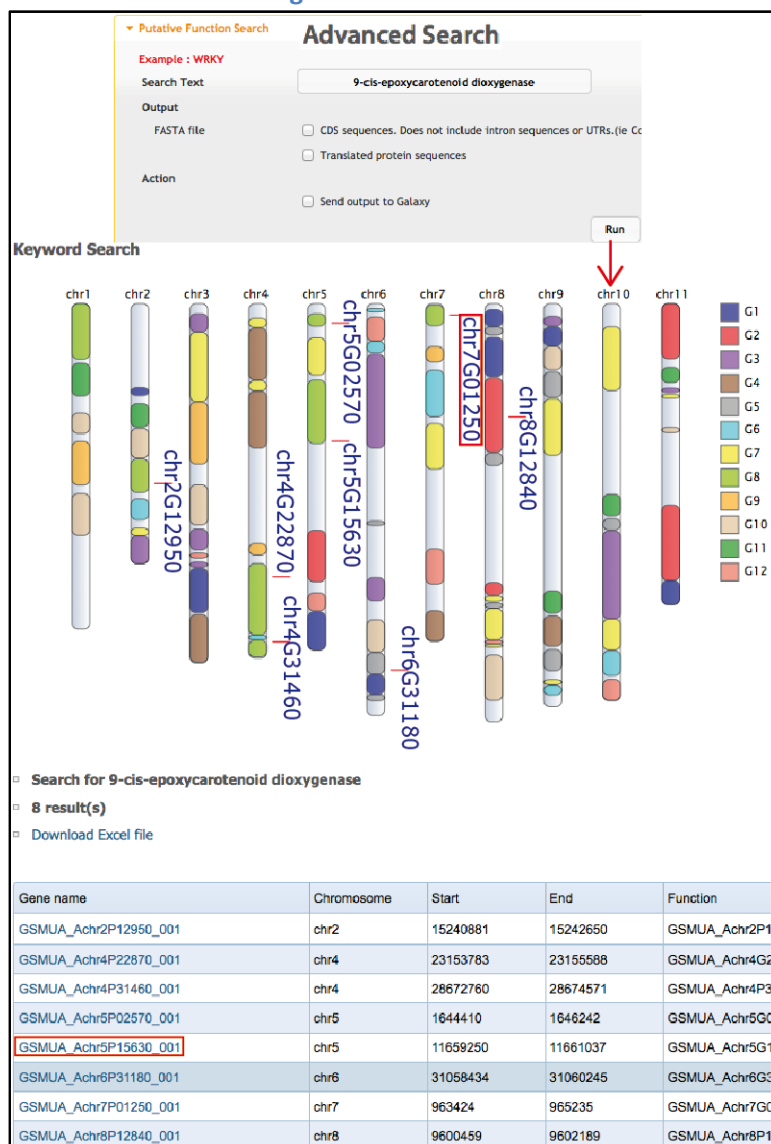 Putative Function Search
Advanced Search
Example : WRKY
Search Text
9-cis-epoxycarotenoid dioxygenase
Output
FASTA file
CDS sequences. Does not include intron sequences or UTRs.(ie Co
Translated protein sequences
Action
Send output to Galaxy
Run
Keyword Search
chr1 chr2 chr3 chr4 chr5 chr6 chr7 chr8 chr9 chr10 chr11
chr2G12950
chr4G22870
chr4G31460
chr5G02570
chr5G15630
chr6G31180
chr7G01250
chr8G12840
G1
G2
G3
G4
G5
G6
G7
G8
G9
G10
G11
G12
Search for 9-cis-epoxycarotenoid dioxygenase
8 result(s)
Download Excel file
Gene name Chromosome Start End Function
GSMUA_Achr2P12950_001 chr2 15240881 15242650 GSMUA_Achr2P1
GSMUA_Achr4P22870_001 chr4 23153783 23155588 GSMUA_Achr4G2
GSMUA_Achr4P31460_001 chr4 28672760 28674571 GSMUA_Achr4P3
GSMUA_Achr5P02570_001 chr5 1644410 1646242 GSMUA_Achr5G0
GSMUA_Achr5P15630_001 chr5 11659250 11661037 GSMUA_Achr5G1
GSMUA_Achr6P31180_001 chr6 31058434 31060245 GSMUA_Achr6G3
GSMUA_Achr7P01250_001 chr7 963424 965235 GSMUA_Achr7G0
GSMUA_Achr8P12840_001 chr8 9600459 9602189 GSMUA_Achr8P1